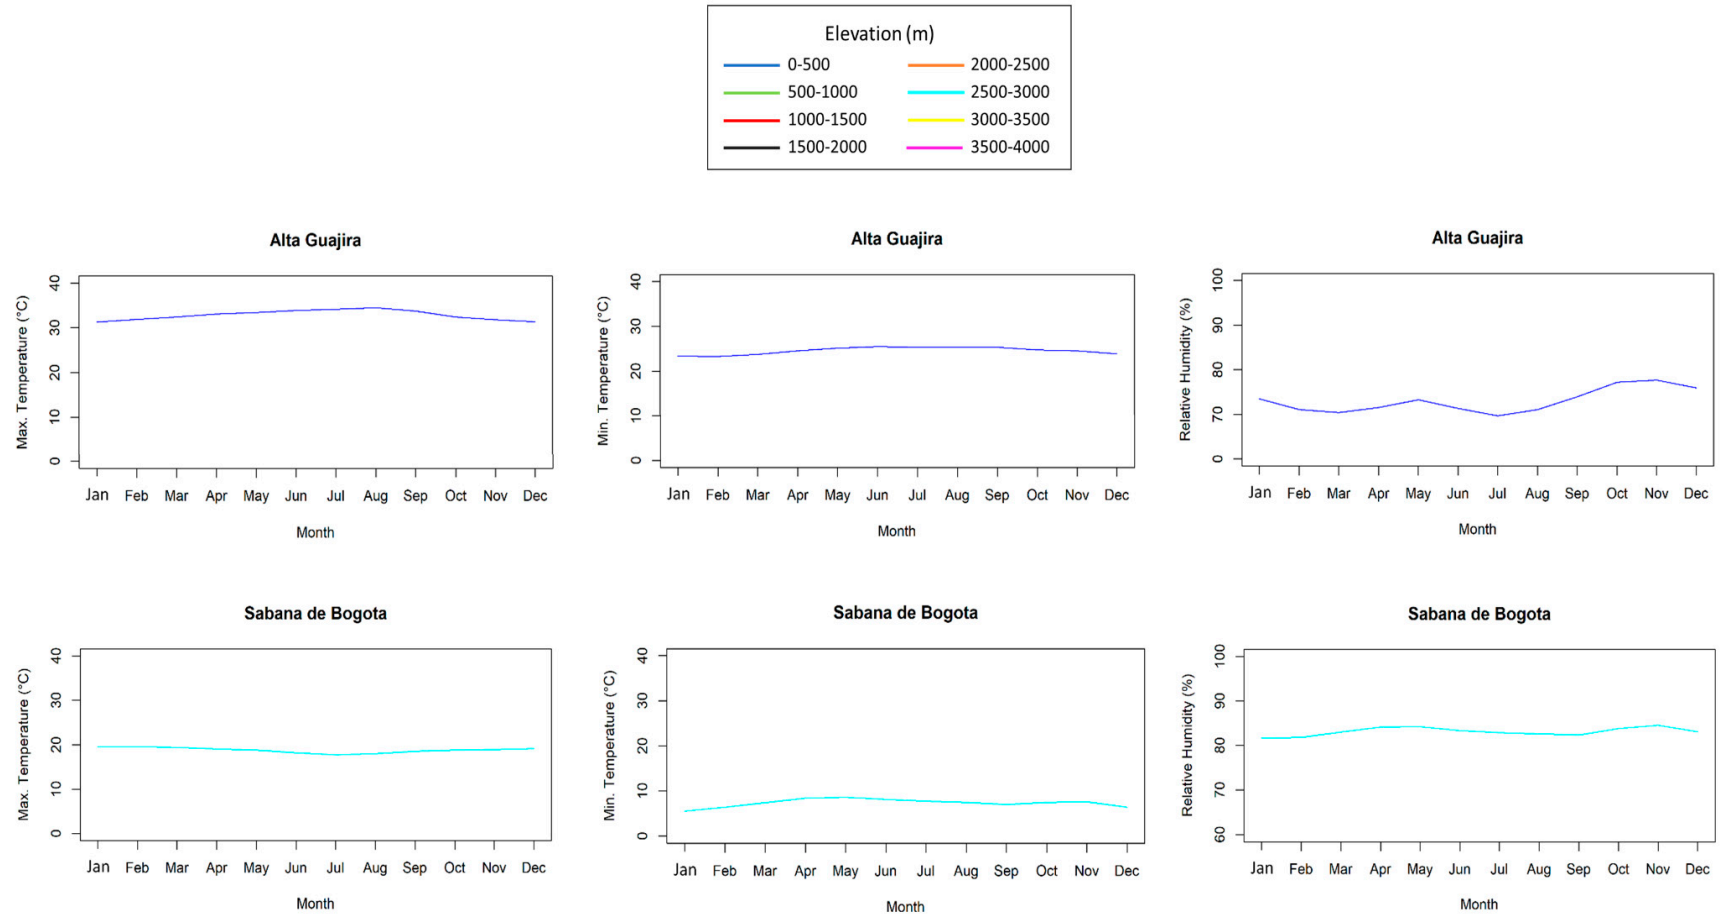 Elevation (m)
0-500 2000-2500
500-1000 2500-3000
1000-1500 3000-3500
1500-2000 3500-4000
Alta Guajira
Max. Temperature (°C)
40
30
20
10
0
Jan Feb Mar Apr May Jun Jul Aug Sep Oct Nov Dec
Month
Alta Guajira
Min. Temperature (°C)
40
30
20
10
0
Jan Feb Mar Apr May Jun Jul Aug Sep Oct Nov Dec
Month
Alta Guajira
Relative Humidity (%)
100
90
80
70
0
Jan Feb Mar Apr May Jun Jul Aug Sep Oct Nov Dec
Month
Sabana de Bogota
Max. Temperature (°C)
40
30
20
10
0
Jan Feb Mar Apr May Jun Jul Aug Sep Oct Nov Dec
Month
Sabana de Bogota
Min. Temperature (°C)
40
30
20
10
0
Jan Feb Mar Apr May Jun Jul Aug Sep Oct Nov Dec
Month
Sabana de Bogota
Relative Humidity (%)
100
90
80
70
60
Jan Feb Mar Apr May Jun Jul Aug Sep Oct Nov Dec
Month